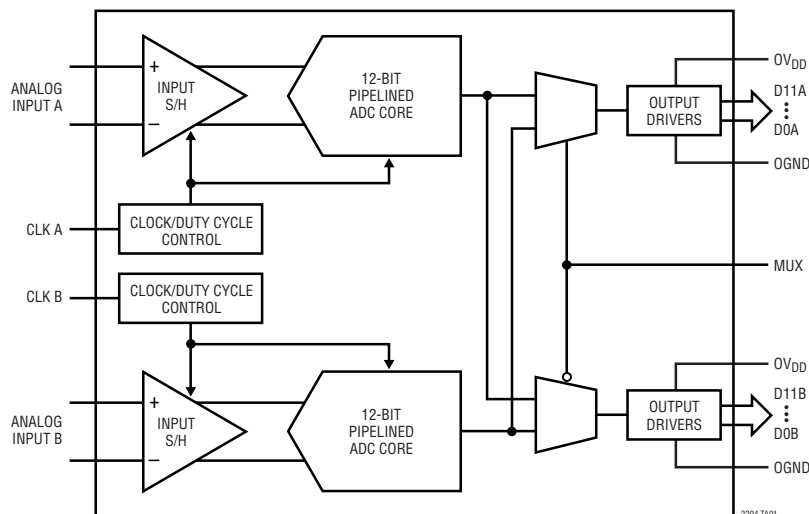 ANALOG
INPUT A
+
−
INPUT
S/H
12-BIT
PIPELINED
ADC CORE
OUTPUT
DRIVERS
OVDD
D11A
D0A
OGND
CLK A
CLOCK/DUTY CYCLE
CONTROL
MUX
CLK B
CLOCK/DUTY CYCLE
CONTROL
ANALOG
INPUT B
+
−
INPUT
S/H
12-BIT
PIPELINED
ADC CORE
OUTPUT
DRIVERS
OVDD
D11B
D0B
OGND